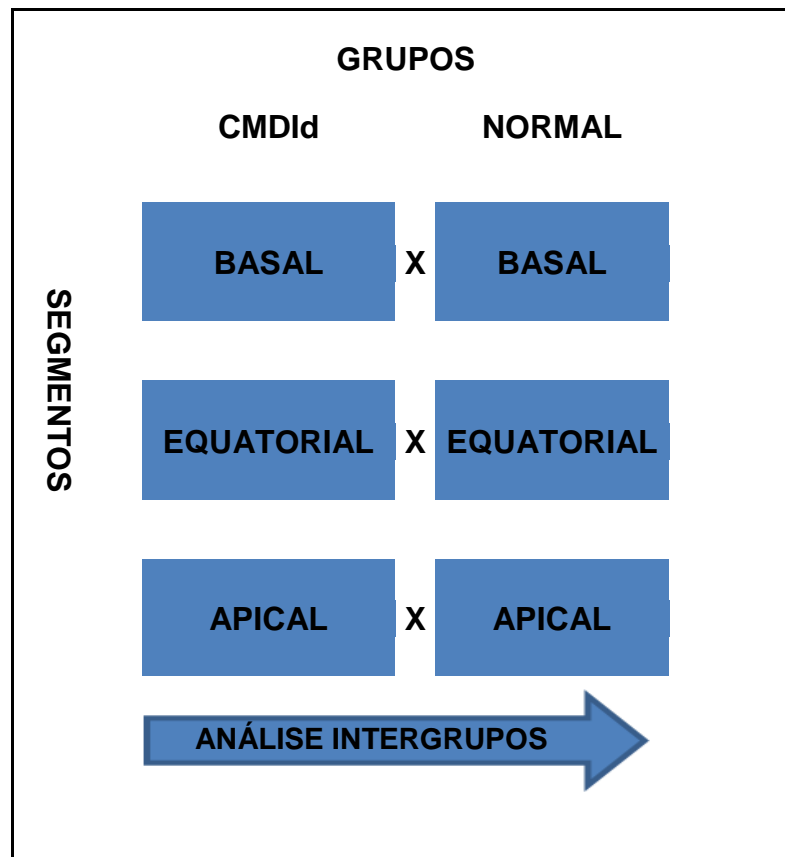 GRUPOS
CMDId NORMAL
SEGMENTOS
BASAL X BASAL
EQUATORIAL X EQUATORIAL
APICAL X APICAL
ANÁLISE INTERGRUPOS